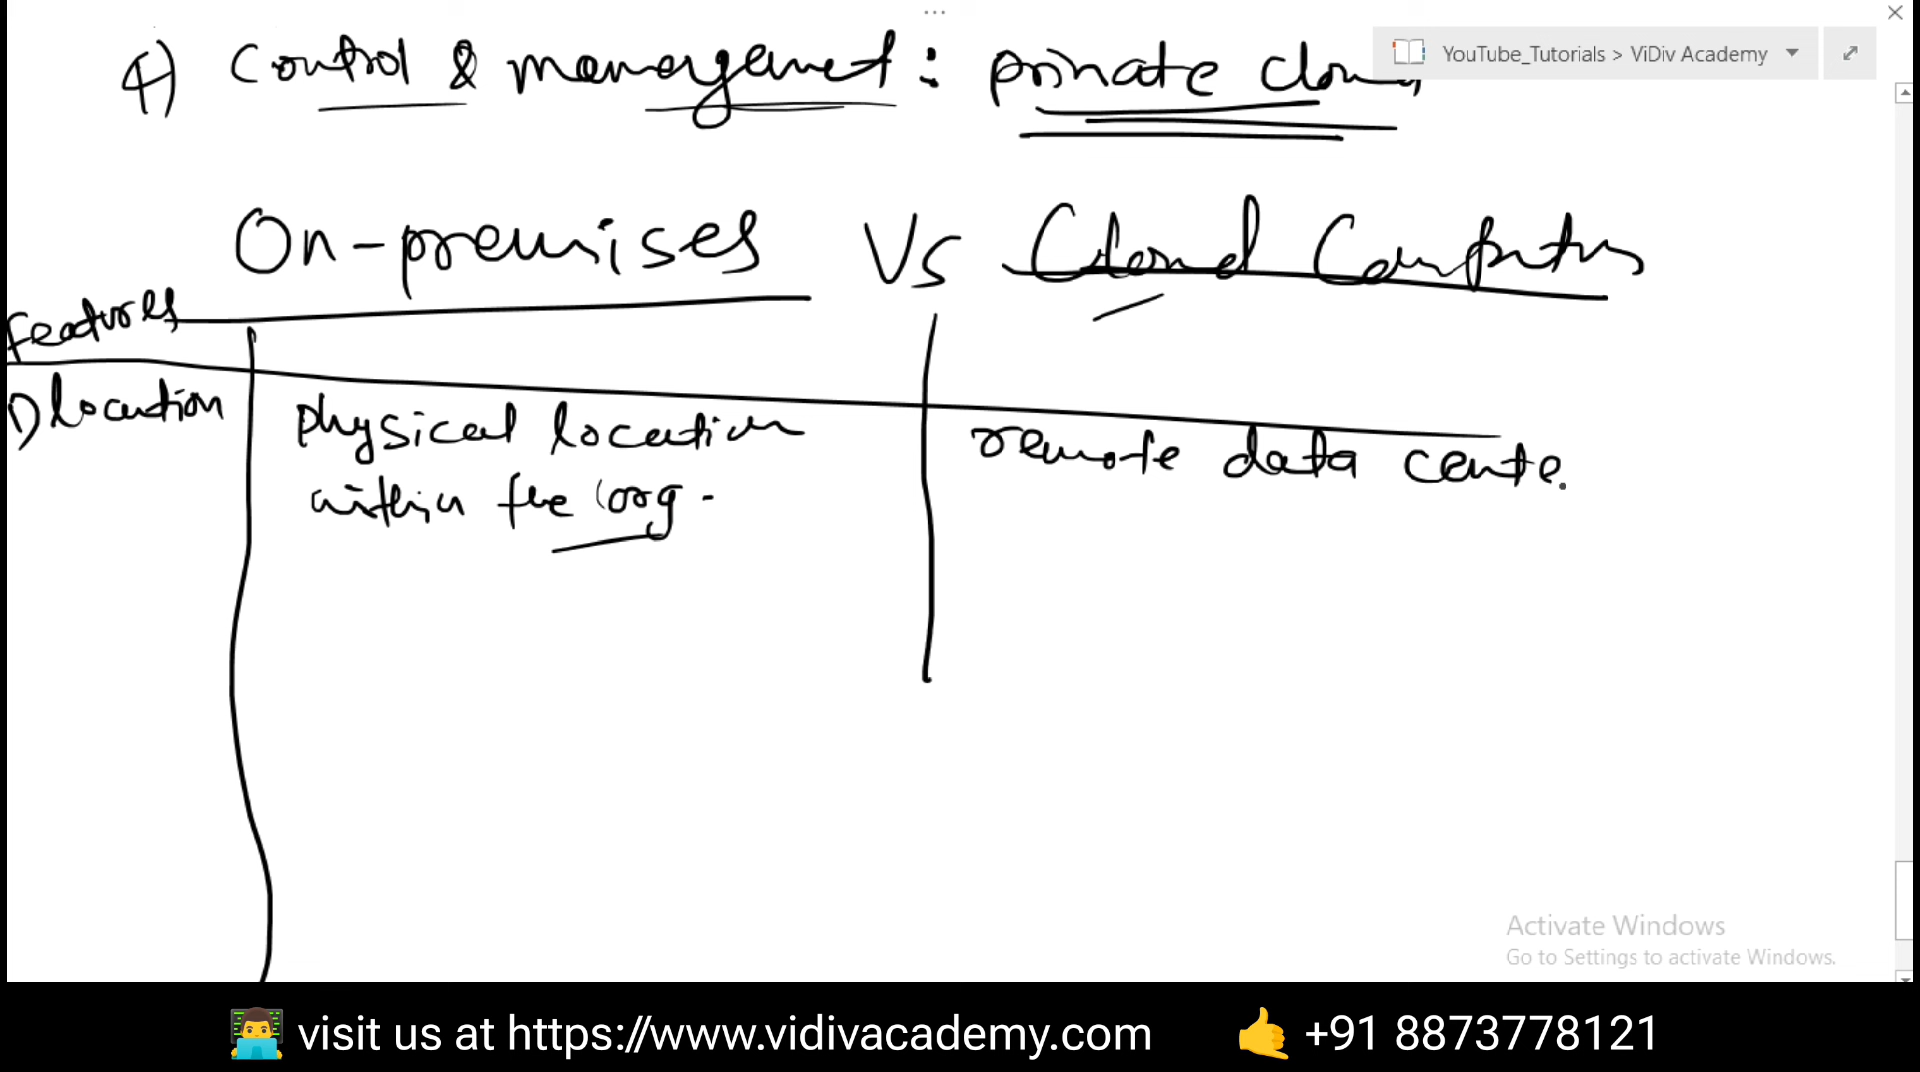 ...
YouTube_Tutorials > ViDiv Academy
4) Control & management : private cloud
On-premises Vs Cloud Computing
features
1) location
physical location
within the org.
remote data cente.
Activate Windows
Go to Settings to activate Windows.
visit us at https://www.vidivacademy.com
+91 8873778121